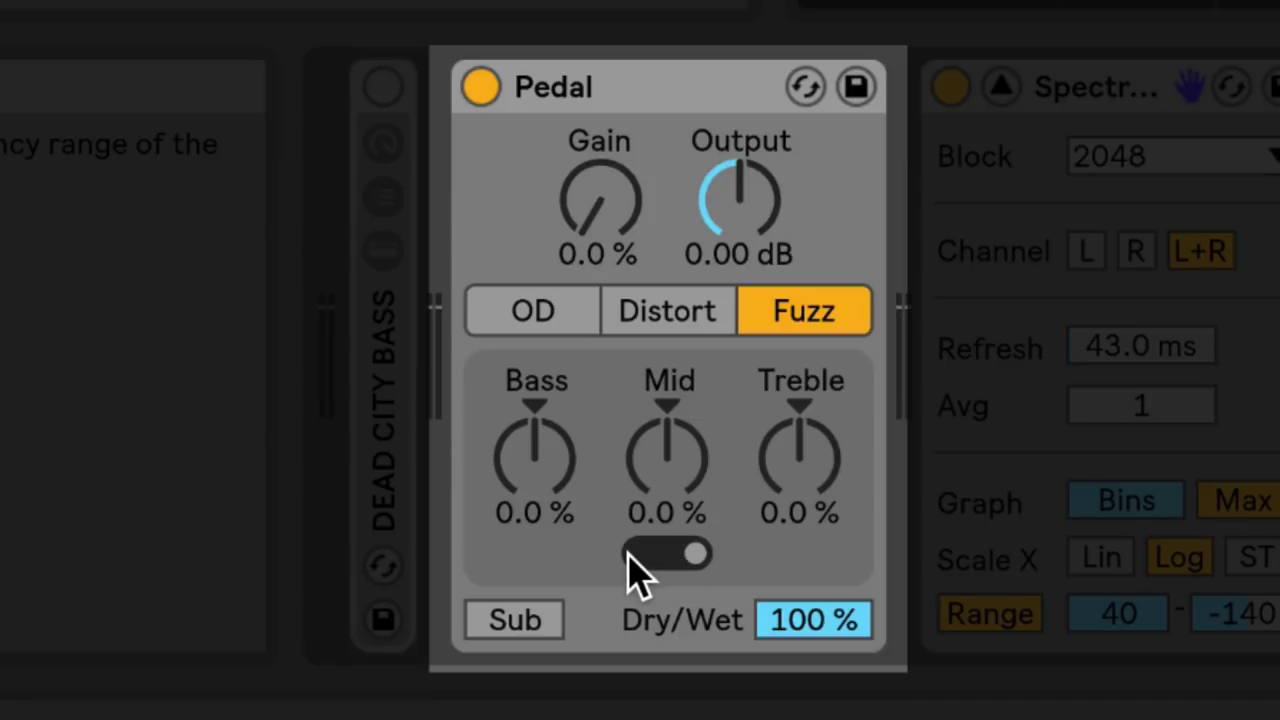 ncy range of the
DEAD CITY BASS
Pedal
Gain
Output
0.0 %
0.00 dB
OD
Distort
Fuzz
Bass
Mid
Treble
0.0 %
0.0 %
0.0 %
Sub
Dry/Wet
100 %
Spectr...
Block
2048
Channel
L
R
L+R
Refresh
43.0 ms
Avg
1
Graph
Bins
Max
Scale X
Lin
Log
ST
Range
40
-
-140